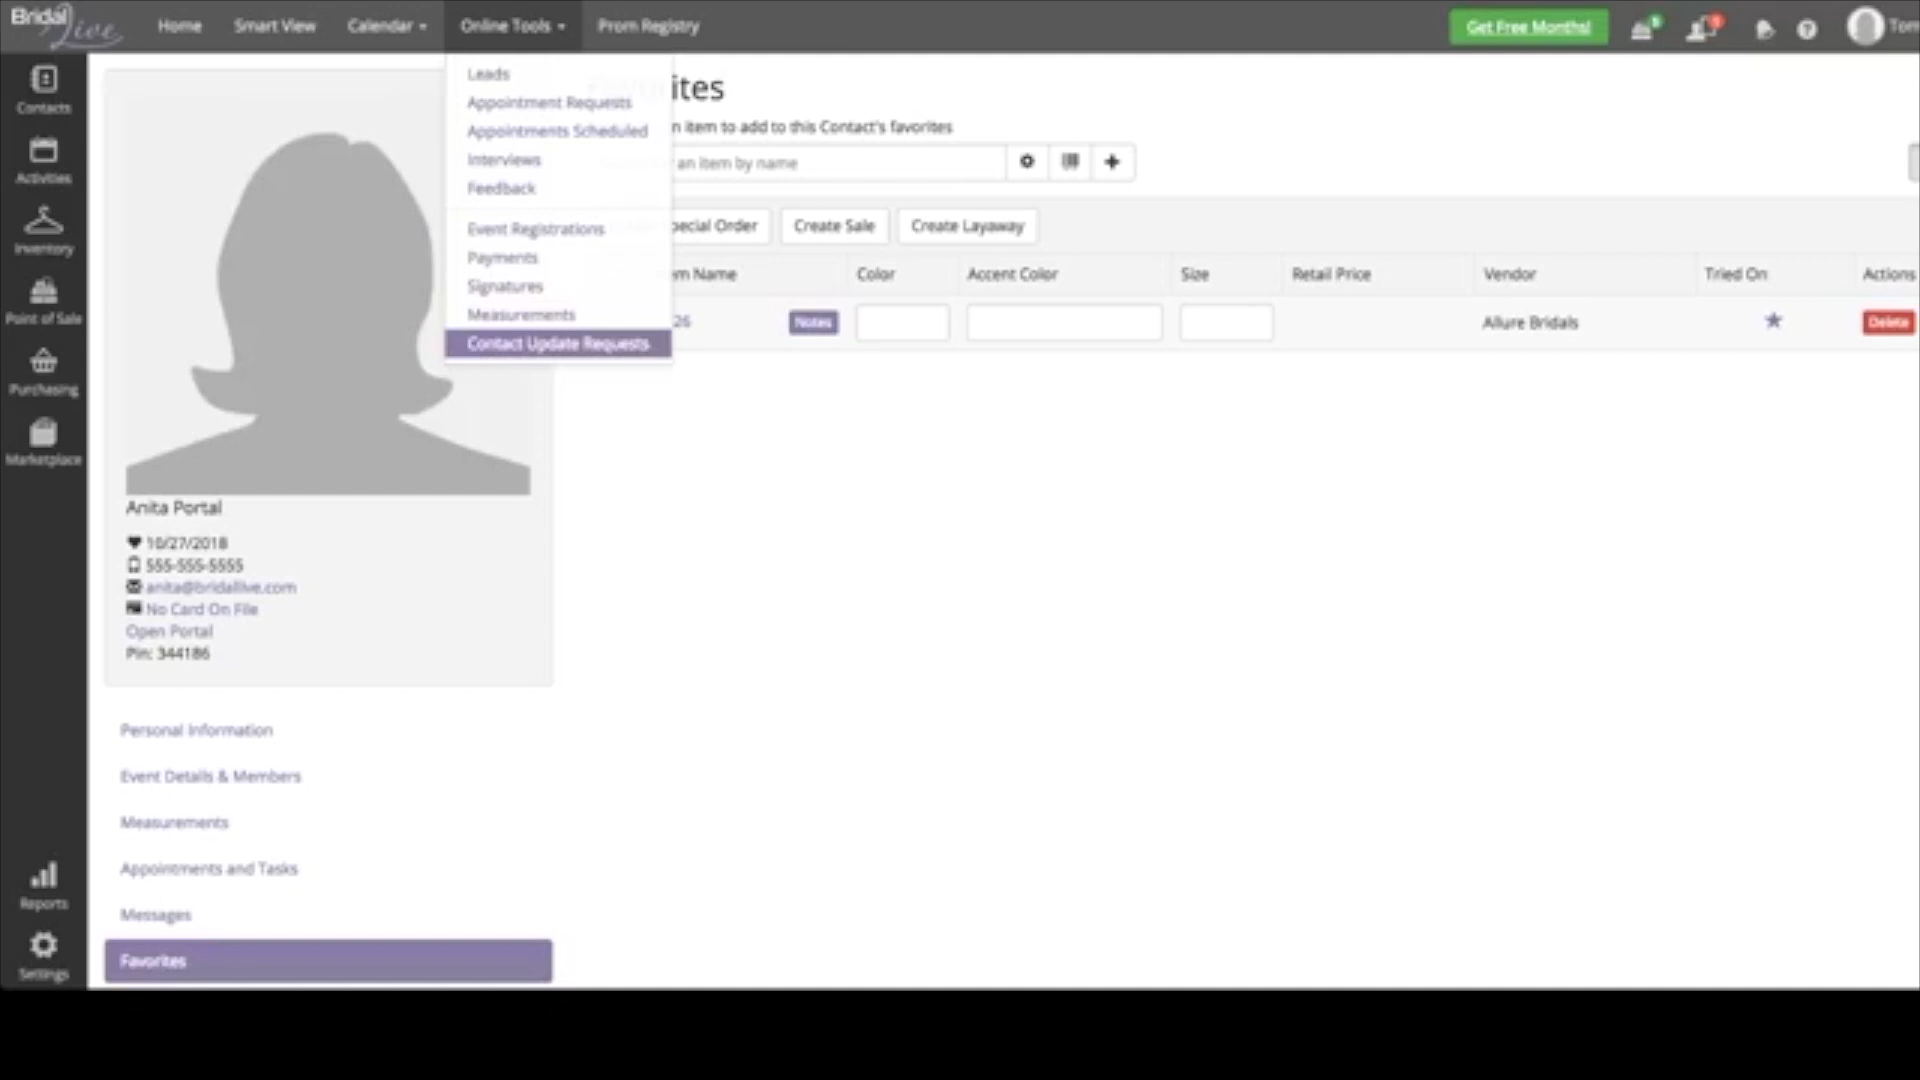 Bridal Live
Home
Smart View
Calendar
Online Tools
Prom Registry
Get Free Months!
Tom
Contacts
Activities
Inventory
Point of Sale
Purchasing
Marketplace
Reports
Settings
Leads
Appointment Requests
Appointments Scheduled
Interviews
Feedback
Event Registrations
Payments
Signatures
Measurements
Contact Update Requests
ites
n item to add to this Contact's favorites
an item by name
pecial Order
Create Sale
Create Layaway
m Name
Color
Accent Color
Size
Retail Price
Vendor
Tried On
Actions
26
Notes
Allure Bridals
Delete
Anita Portal
10/27/2018
555-555-5555
anita@bridallive.com
No Card On File
Open Portal
Pin: 344186
Personal Information
Event Details & Members
Measurements
Appointments and Tasks
Messages
Favorites